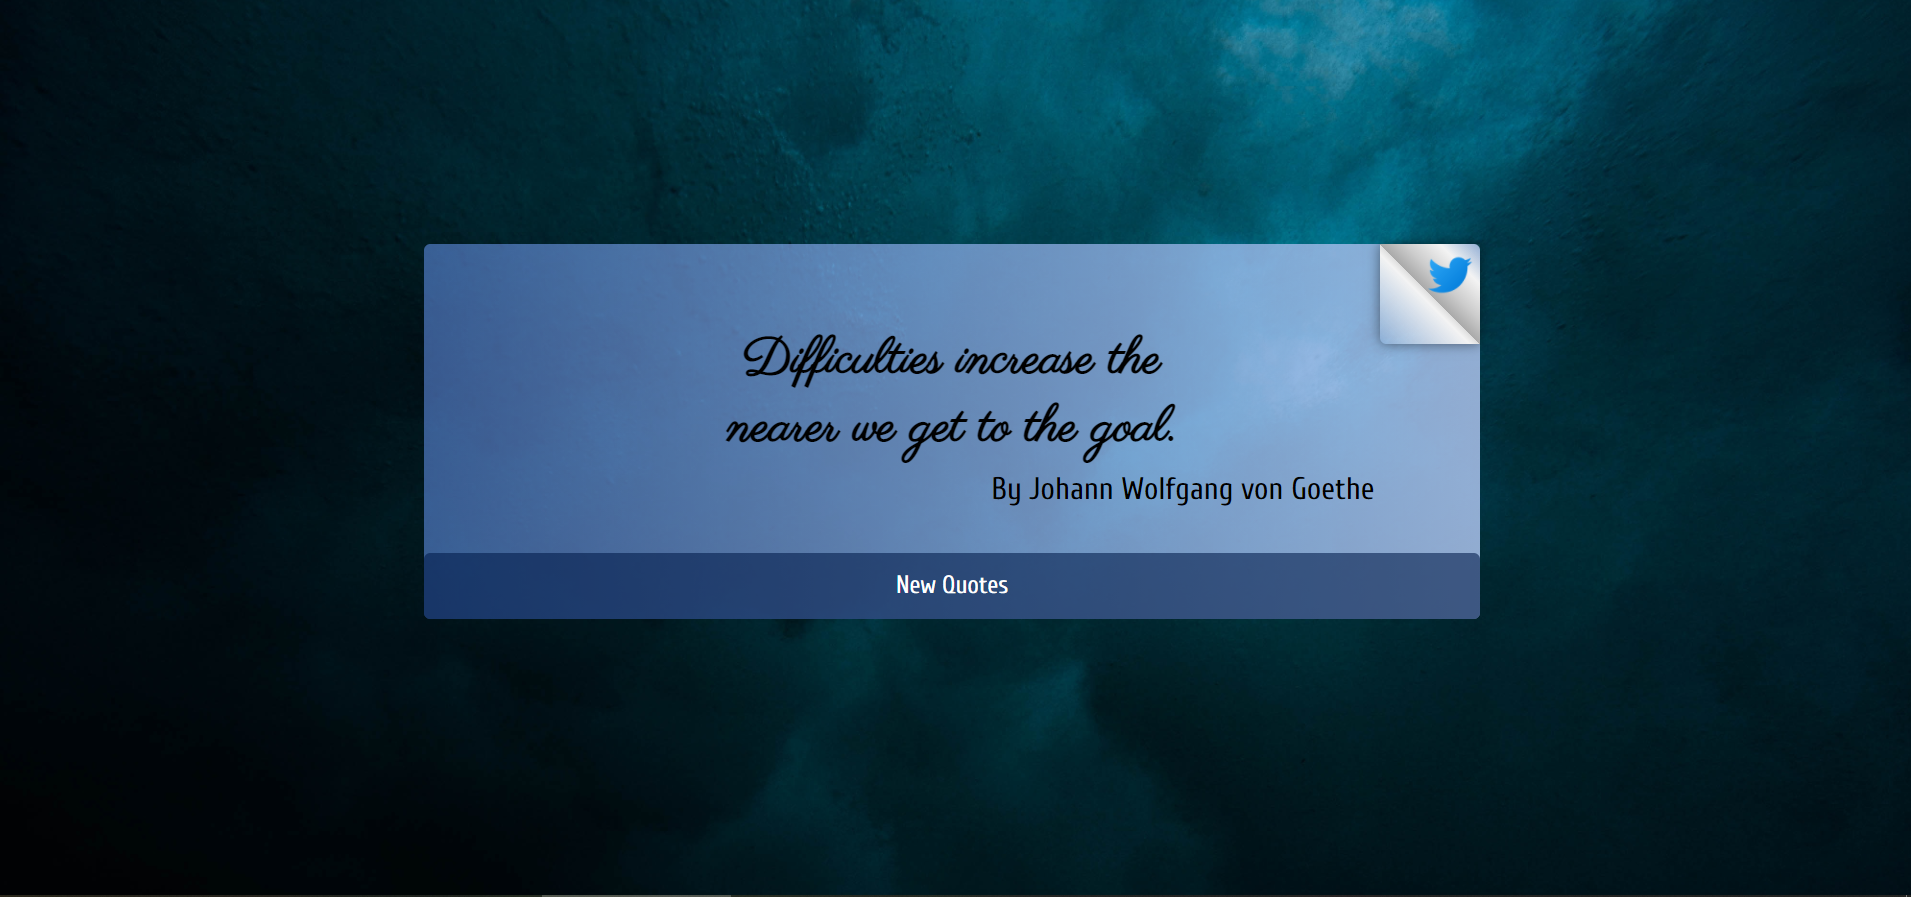 Difficulties increase the
nearer we get to the goal.
By Johann Wolfgang von Goethe
New Quotes